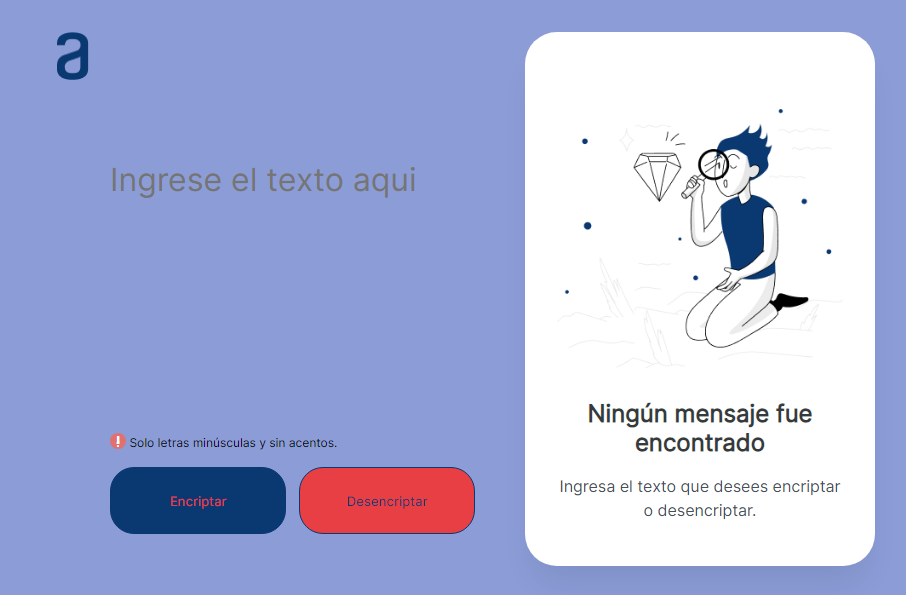 a
Ingrese el texto aqui
Solo letras minúsculas y sin acentos.
Encriptar
Desencriptar
Ningún mensaje fue
encontrado
Ingresa el texto que desees encriptar
o desencriptar.